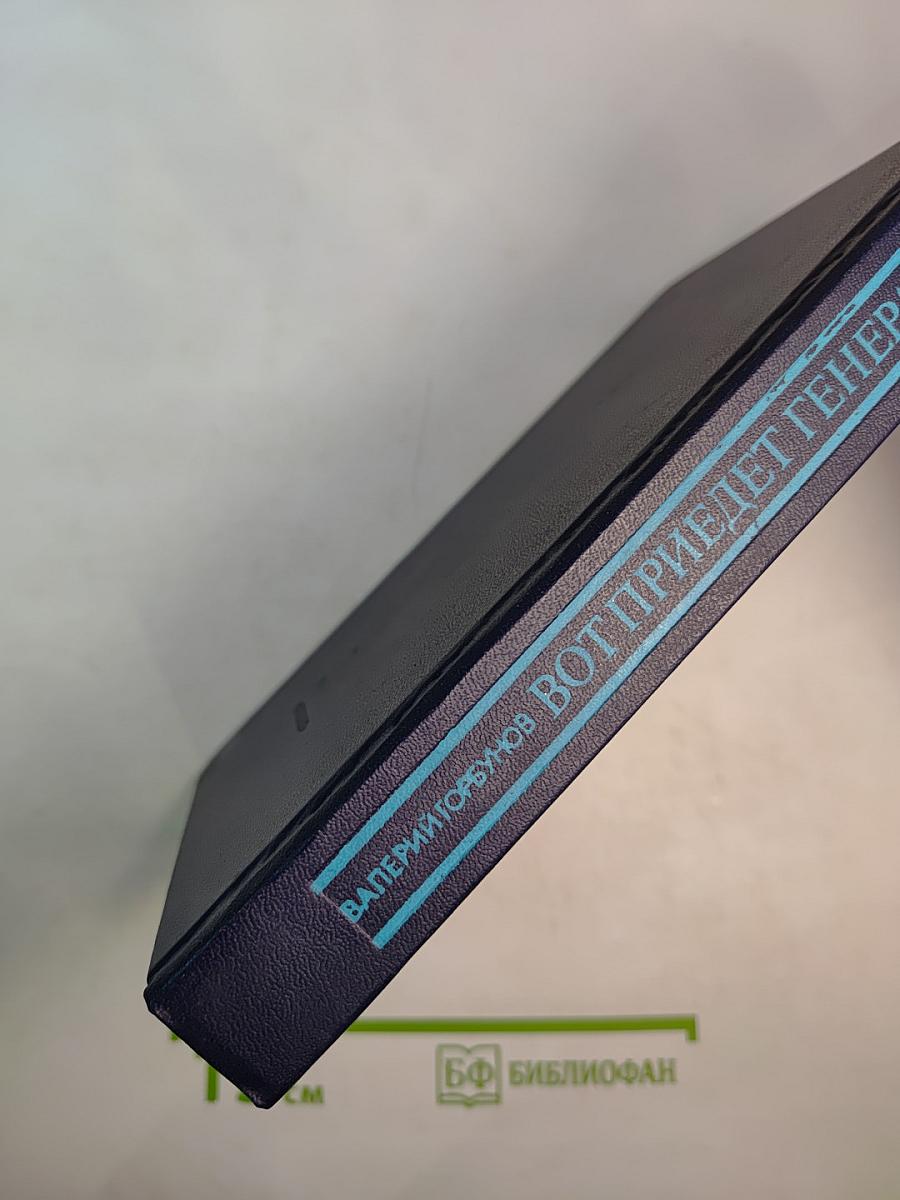 ВАЛЕРИЙ ГОРБУНОВ ВОТ ПРИЕДЕТ ГЕНЕР
БФ БИБЛИОФАН
см